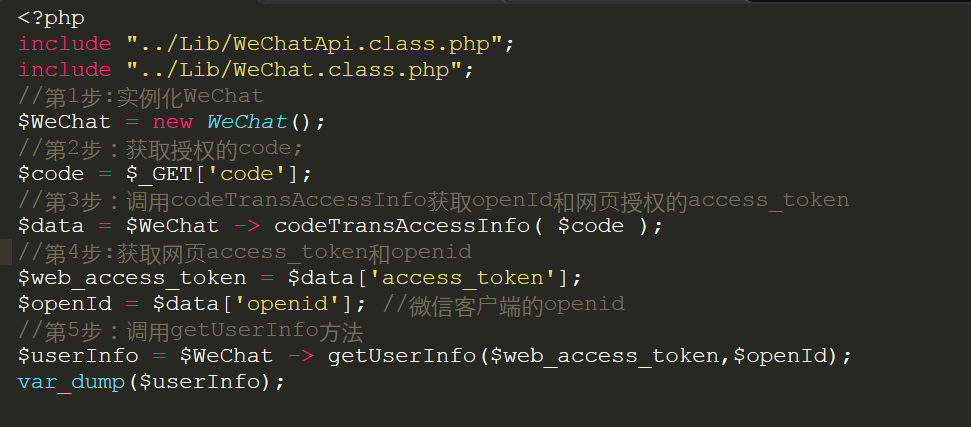 <?php
include "../Lib/WeChatApi.class.php";
include "../Lib/WeChat.class.php";
//第1步:实例化WeChat
$WeChat = new WeChat();
//第2步：获取授权的code;
$code = $_GET['code'];
//第3步：调用codeTransAccessInfo获取openId和网页授权的access_token
$data = $WeChat -> codeTransAccessInfo( $code );
//第4步:获取网页access_token和openid
$web_access_token = $data['access_token'];
$openId = $data['openid']; //微信客户端的openid
//第5步：调用getUserInfo方法
$userInfo = $WeChat -> getUserInfo($web_access_token,$openId);
var_dump($userInfo);